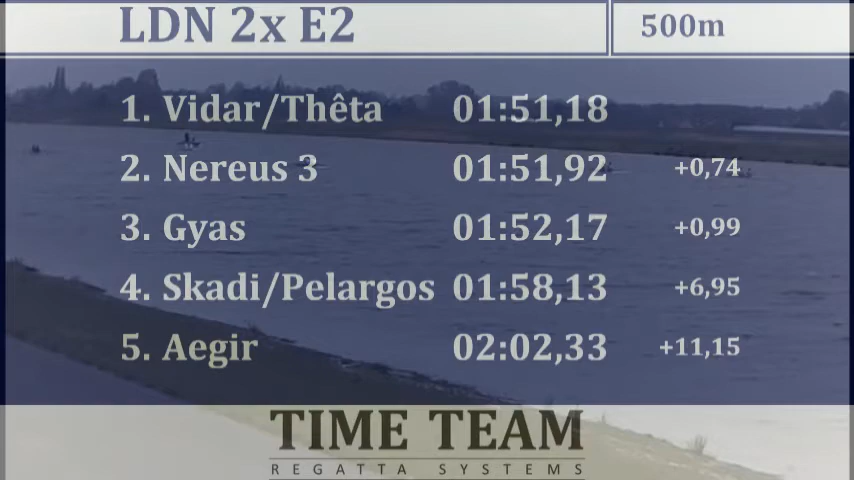 LDN 2x E2 500m
1. Vidar/Thêta 01:51,18
2. Nereus 3 01:51,92 +0,74
3. Gyas 01:52,17 +0,99
4. Skadi/Pelargos 01:58,13 +6,95
5. Aegir 02:02,33 +11,15
TIME TEAM
REGATTA SYSTEMS